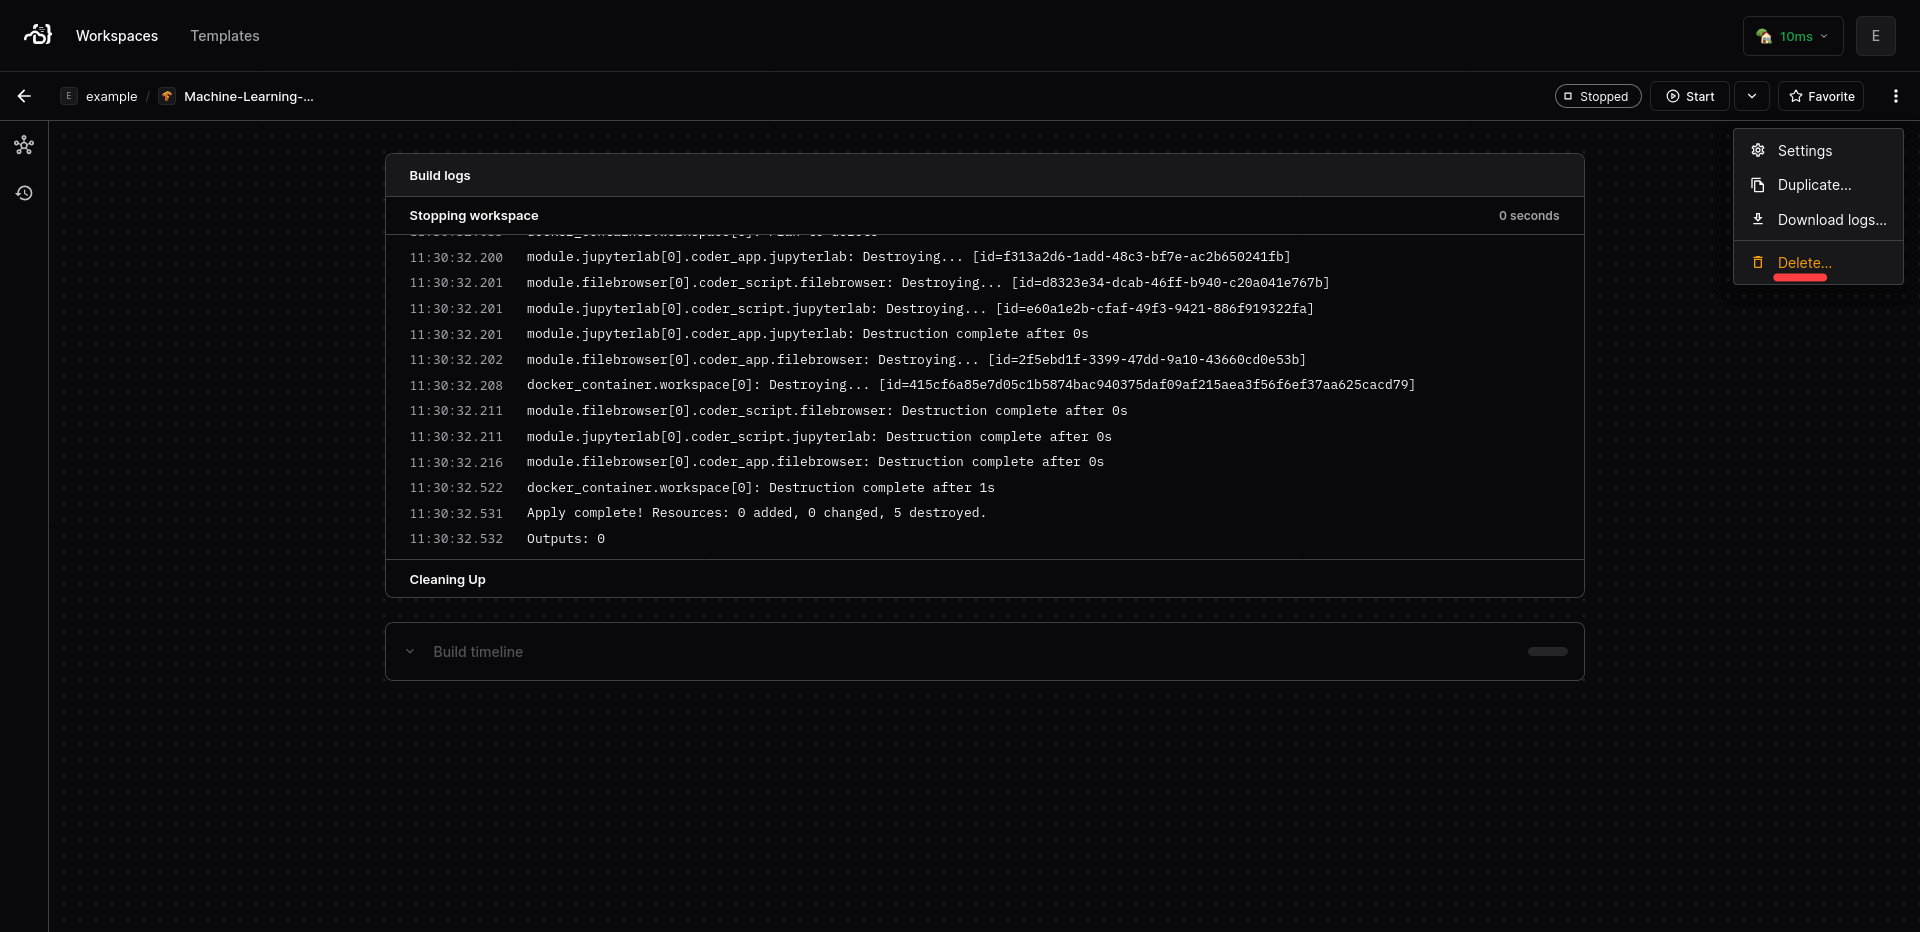 Workspaces Templates 10ms E
E example / Machine-Learning-... Stopped Start Favorite
Settings
Duplicate...
Download logs...
Delete...
Build logs
Stopping workspace 0 seconds
11:30:32.200 module.jupyterlab[0].coder_app.jupyterlab: Destroying... [id=f313a2d6-1add-48c3-bf7e-ac2b650241fb]
11:30:32.201 module.filebrowser[0].coder_script.filebrowser: Destroying... [id=d8323e34-dcab-46ff-b940-c20a041e767b]
11:30:32.201 module.jupyterlab[0].coder_script.jupyterlab: Destroying... [id=e60a1e2b-cfaf-49f3-9421-886f919322fa]
11:30:32.201 module.jupyterlab[0].coder_app.jupyterlab: Destruction complete after 0s
11:30:32.202 module.filebrowser[0].coder_app.filebrowser: Destroying... [id=2f5ebd1f-3399-47dd-9a10-43660cd0e53b]
11:30:32.208 docker_container.workspace[0]: Destroying... [id=415cf6a85e7d05c1b5874bac940375daf09af215aea3f56f6ef37aa625cacd79]
11:30:32.211 module.filebrowser[0].coder_script.filebrowser: Destruction complete after 0s
11:30:32.211 module.jupyterlab[0].coder_script.jupyterlab: Destruction complete after 0s
11:30:32.216 module.filebrowser[0].coder_app.filebrowser: Destruction complete after 0s
11:30:32.522 docker_container.workspace[0]: Destruction complete after 1s
11:30:32.531 Apply complete! Resources: 0 added, 0 changed, 5 destroyed.
11:30:32.532 Outputs: 0
Cleaning Up
Build timeline